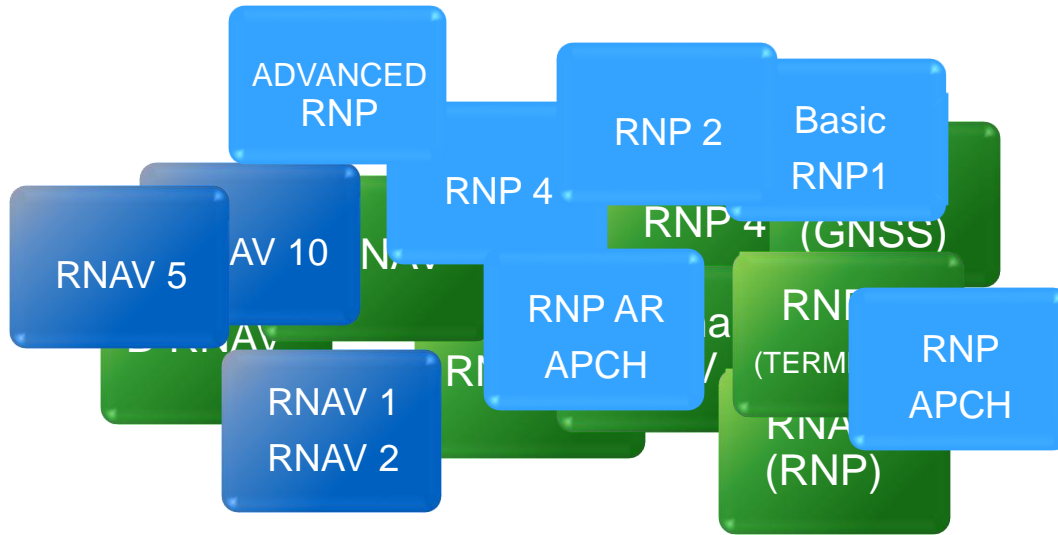 ADVANCED
RNP
RNP 2
Basic
RNP1
RNP 4
RNP 4
(GNSS)
RNAV 5
AV 10
RNP AR
APCH
RNP
APCH
RNAV 1
RNAV 2
(RNP)